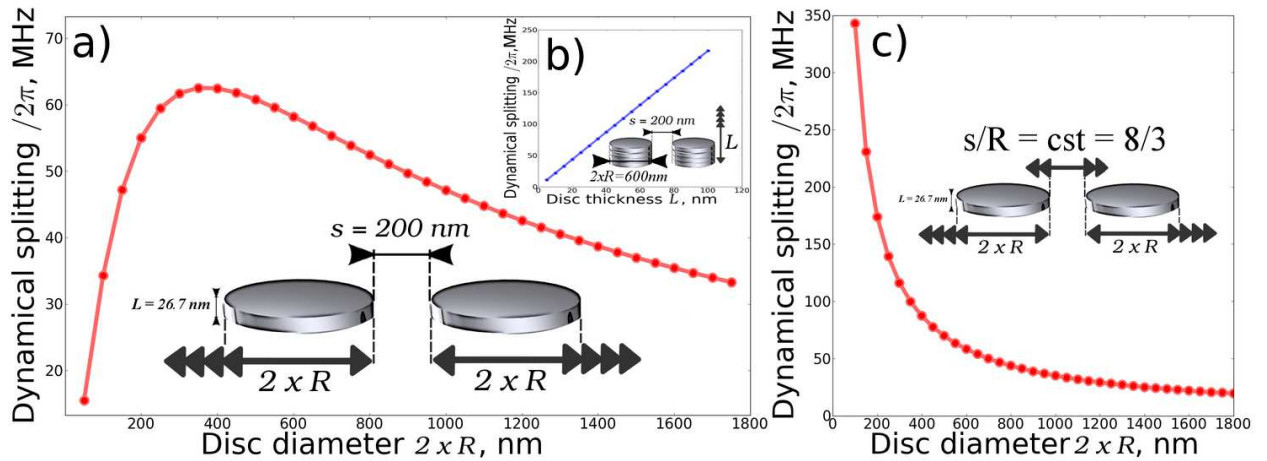 a)
Dynamical splitting /2π, MHz
70
60
50
40
30
20
200 400 600 800 1000 1200 1400 1600 1800
Disc diameter 2 x R, nm
s = 200 nm
L = 26.7 nm
2 x R 2 x R
b)
Dynamical splitting /2π,MHz
250
200
150
100
50
0
0 20 40 60 80 100 120
Disc thickness L, nm
s = 200 nm
L
2xR=600nm
c)
Dynamical splitting /2π, MHz
350
300
250
200
150
100
50
0
0 200 400 600 800 1000 1200 1400 1600 1800
Disc diameter 2 x R, nm
s/R = cst = 8/3
L = 26.7 nm
2 x R 2 x R